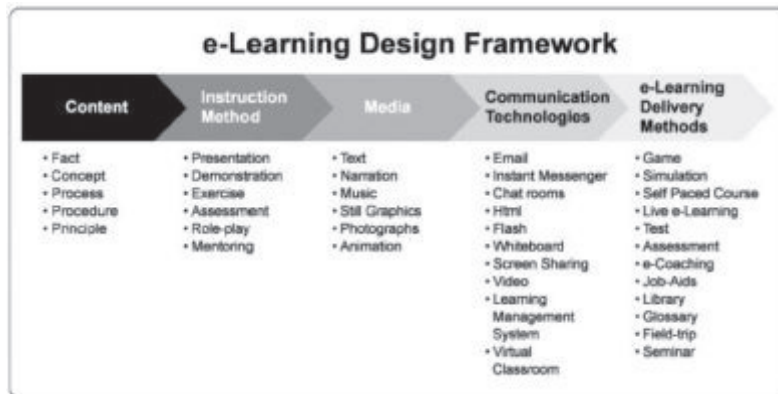 e-Learning Design Framework
Content
Instruction
Method
Media
Communication
Technologies
e-Learning
Delivery
Methods
• Fact
• Concept
• Process
• Procedure
• Principle
• Presentation
• Demonstration
• Exercise
• Assessment
• Role-play
• Mentoring
• Text
• Narration
• Music
• Still Graphics
• Photographs
• Animation
• Email
• Instant Messenger
• Chat rooms
• Html
• Flash
• Whiteboard
• Screen Sharing
• Video
• Learning
Management
System
• Virtual
Classroom
• Game
• Simulation
• Self Paced Course
• Live e-Learning
• Test
• Assessment
• e-Coaching
• Job-Aids
• Library
• Glossary
• Field-trip
• Seminar